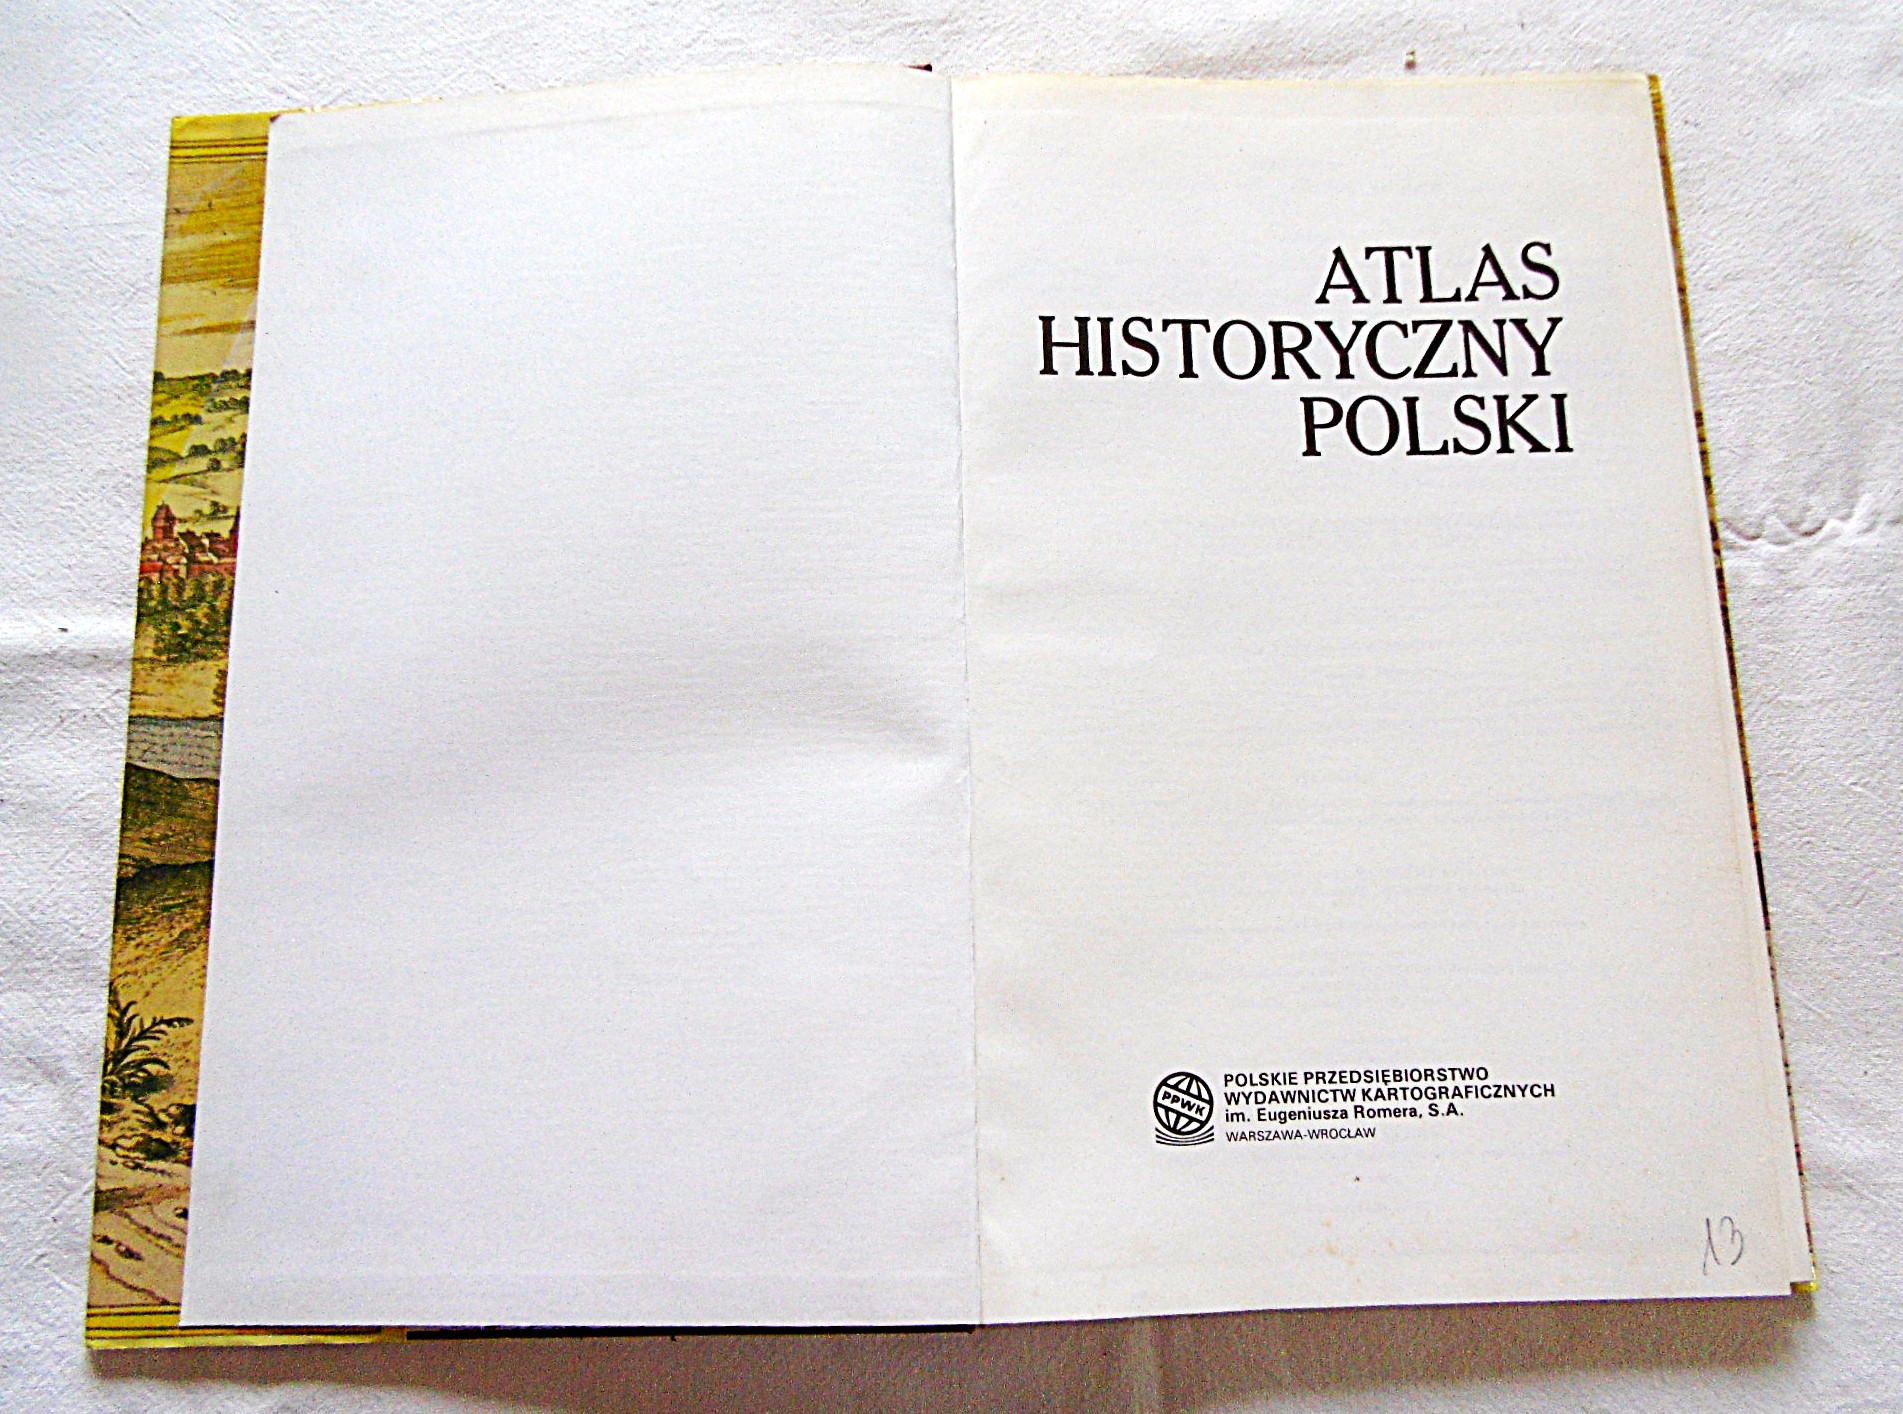 ATLAS
HISTORYCZNY
POLSKI
PPWK
POLSKIE PRZEDSIĘBIORSTWO
WYDAWNICTW KARTOGRAFICZNYCH
im. Eugeniusza Romera, S.A.
WARSZAWA-WROCŁAW
13